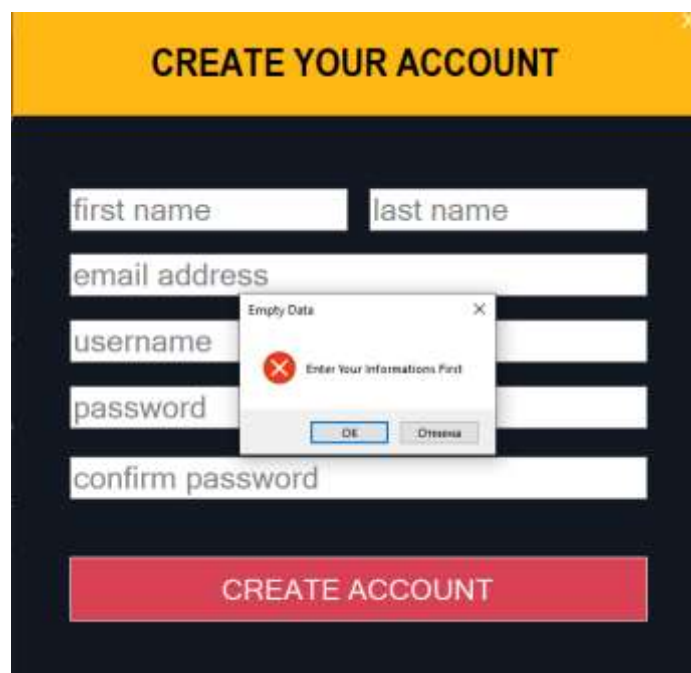 CREATE YOUR ACCOUNT
first name
last name
email address
Empty Data
username
Enter Your Informations First
password
OK
Отмена
confirm password
CREATE ACCOUNT